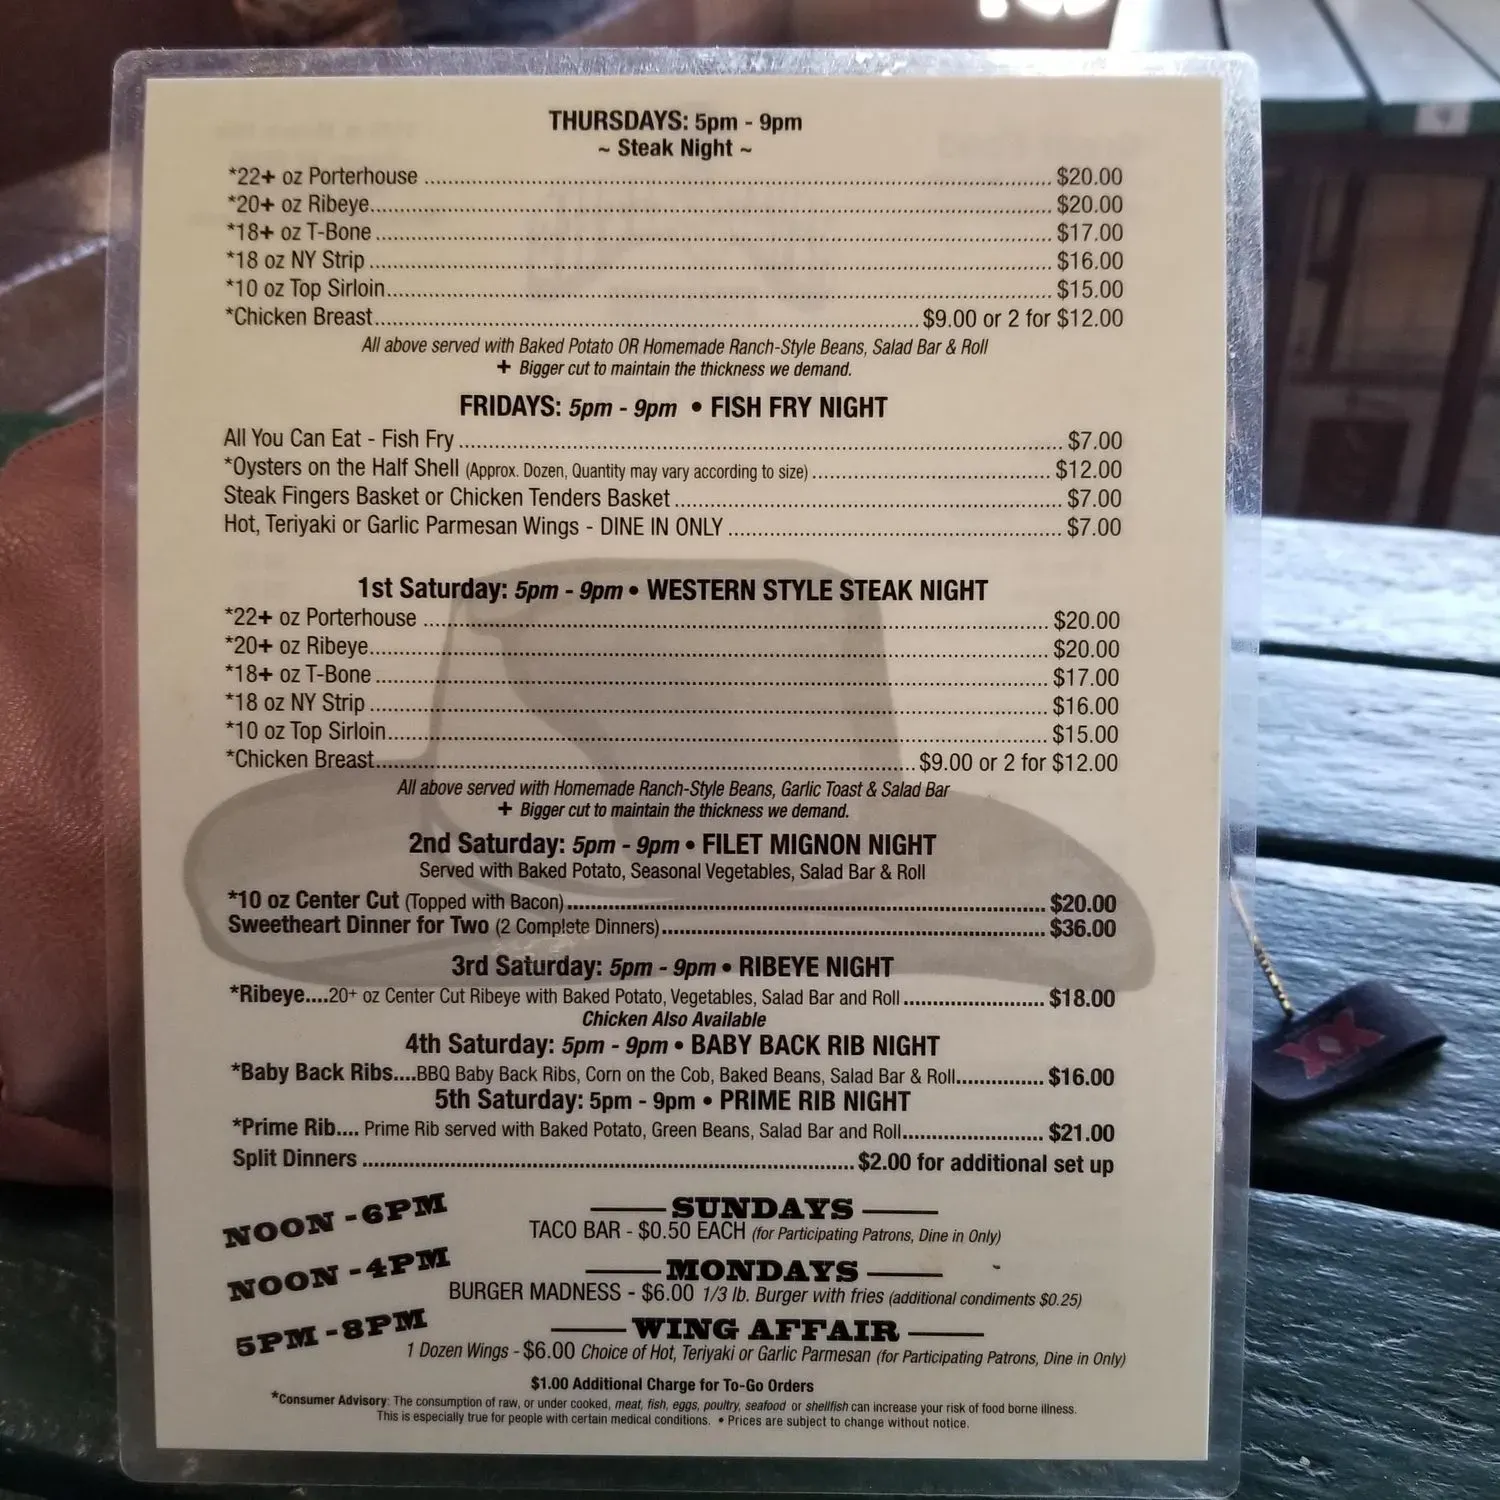 THURSDAYS: 5pm - 9pm
~ Steak Night ~
*22+ oz Porterhouse ........ $20.00
*20+ oz Ribeye........ $20.00
*18+ oz T-Bone ........ $17.00
*18 oz NY Strip ........ $16.00
*10 oz Top Sirloin........ $15.00
*Chicken Breast........ $9.00 or 2 for $12.00
All above served with Baked Potato OR Homemade Ranch-Style Beans, Salad Bar & Roll
+ Bigger cut to maintain the thickness we demand.
FRIDAYS: 5pm - 9pm • FISH FRY NIGHT
All You Can Eat - Fish Fry ........ $7.00
*Oysters on the Half Shell (Approx. Dozen, Quantity may vary according to size) ........ $12.00
Steak Fingers Basket or Chicken Tenders Basket ........ $7.00
Hot, Teriyaki or Garlic Parmesan Wings - DINE IN ONLY ........ $7.00
1st Saturday: 5pm - 9pm • WESTERN STYLE STEAK NIGHT
*22+ oz Porterhouse ........ $20.00
*20+ oz Ribeye........ $20.00
*18+ oz T-Bone ........ $17.00
*18 oz NY Strip ........ $16.00
*10 oz Top Sirloin........ $15.00
*Chicken Breast........ $9.00 or 2 for $12.00
All above served with Homemade Ranch-Style Beans, Garlic Toast & Salad Bar
+ Bigger cut to maintain the thickness we demand.
2nd Saturday: 5pm - 9pm • FILET MIGNON NIGHT
Served with Baked Potato, Seasonal Vegetables, Salad Bar & Roll
*10 oz Center Cut (Topped with Bacon)........ $20.00
Sweetheart Dinner for Two (2 Complete Dinners)........ $36.00
3rd Saturday: 5pm - 9pm • RIBEYE NIGHT
*Ribeye....20+ oz Center Cut Ribeye with Baked Potato, Vegetables, Salad Bar and Roll ........ $18.00
Chicken Also Available
4th Saturday: 5pm - 9pm • BABY BACK RIB NIGHT
*Baby Back Ribs....BBQ Baby Back Ribs, Corn on the Cob, Baked Beans, Salad Bar & Roll........ $16.00
5th Saturday: 5pm - 9pm • PRIME RIB NIGHT
*Prime Rib.... Prime Rib served with Baked Potato, Green Beans, Salad Bar and Roll........ $21.00
Split Dinners ........ $2.00 for additional set up
NOON - 6PM
SUNDAYS
TACO BAR - $0.50 EACH (for Participating Patrons, Dine in Only)
NOON - 4PM
MONDAYS
BURGER MADNESS - $6.00 1/3 lb. Burger with fries (additional condiments $0.25)
5PM - 8PM
WING AFFAIR
1 Dozen Wings - $6.00 Choice of Hot, Teriyaki or Garlic Parmesan (for Participating Patrons, Dine in Only)
$1.00 Additional Charge for To-Go Orders
*Consumer Advisory: The consumption of raw, or under cooked, meat, fish, eggs, poultry, seafood or shellfish can increase your risk of food borne illness.
This is especially true for people with certain medical conditions. • Prices are subject to change without notice.
XX